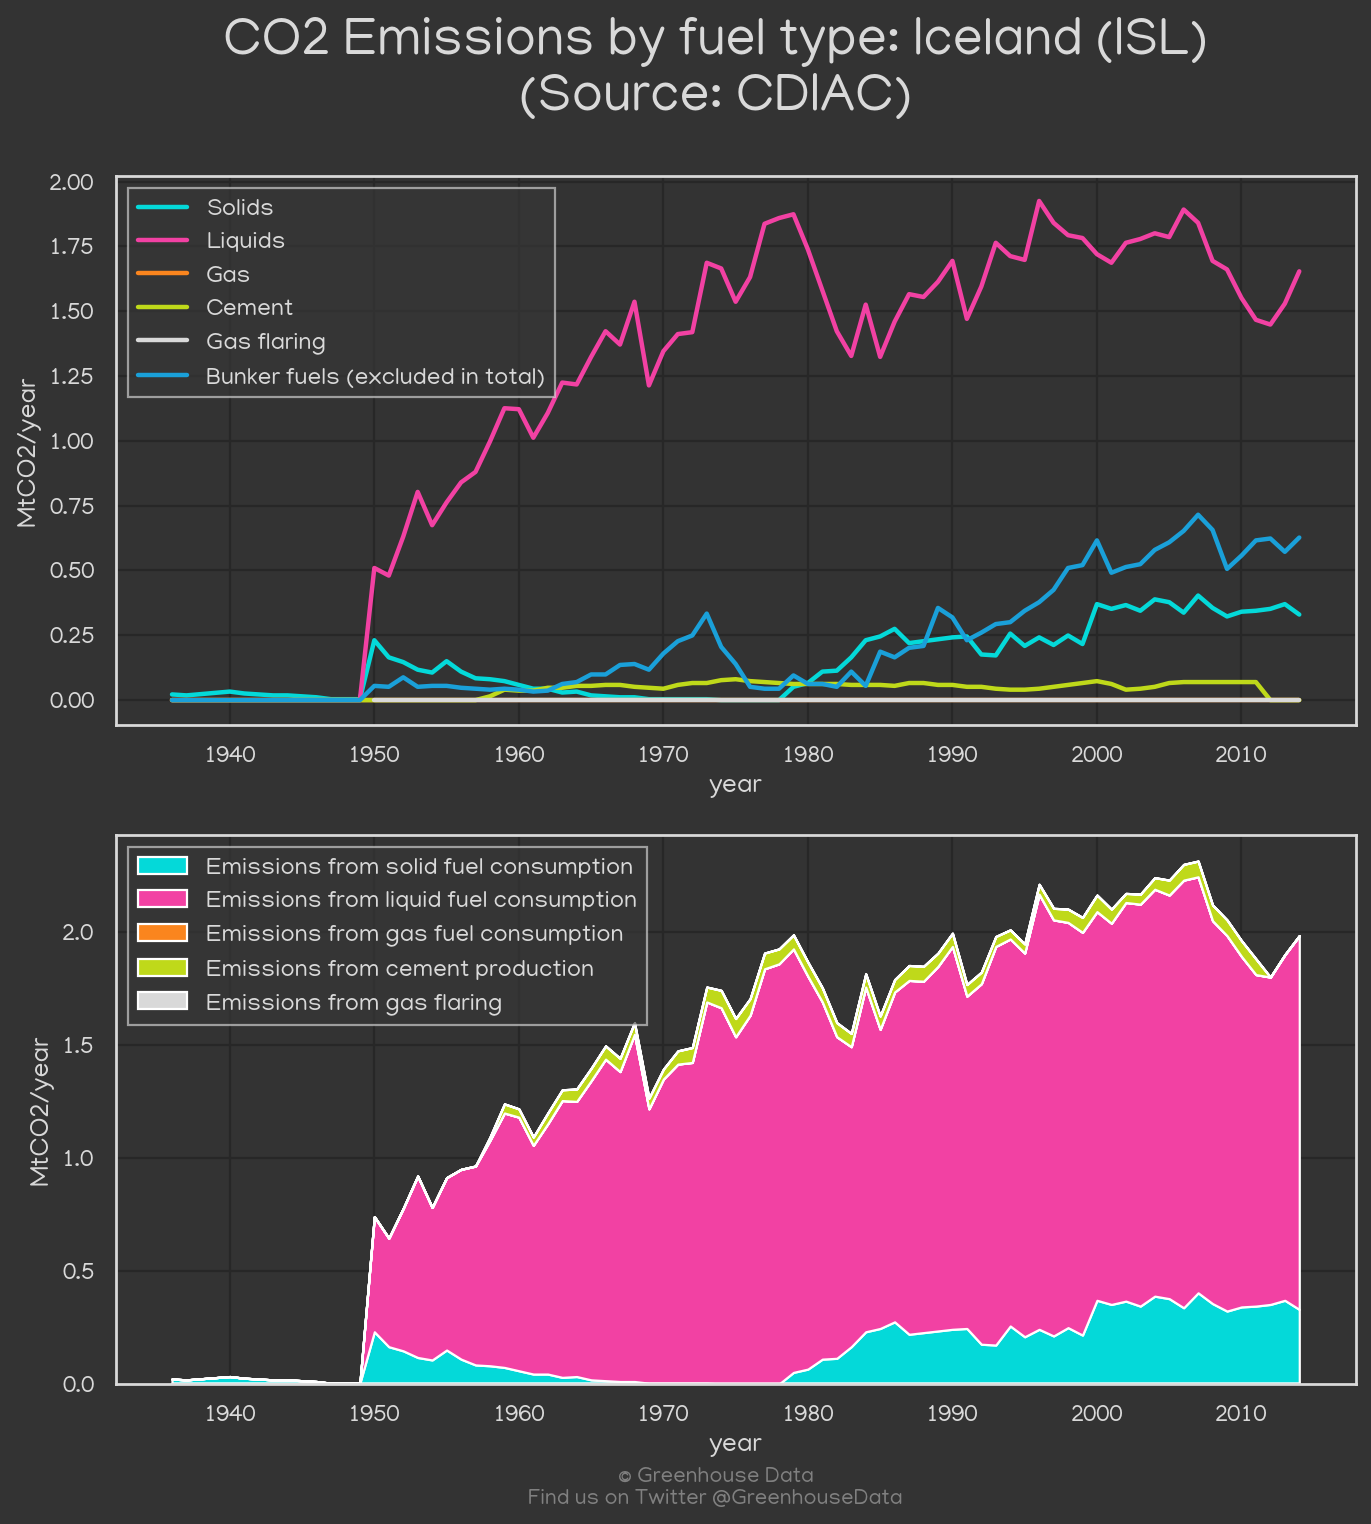 CO2 Emissions by fuel type: Iceland (ISL)
(Source: CDIAC)
2.00
1.75
1.50
1.25
1.00
0.75
0.50
0.25
0.00
MtCO2/year
Solids
Liquids
Gas
Cement
Gas flaring
Bunker fuels (excluded in total)
1940 1950 1960 1970 1980 1990 2000 2010
year
2.0
1.5
1.0
0.5
0.0
MtCO2/year
Emissions from solid fuel consumption
Emissions from liquid fuel consumption
Emissions from gas fuel consumption
Emissions from cement production
Emissions from gas flaring
1940 1950 1960 1970 1980 1990 2000 2010
year
© Greenhouse Data
Find us on Twitter @GreenhouseData